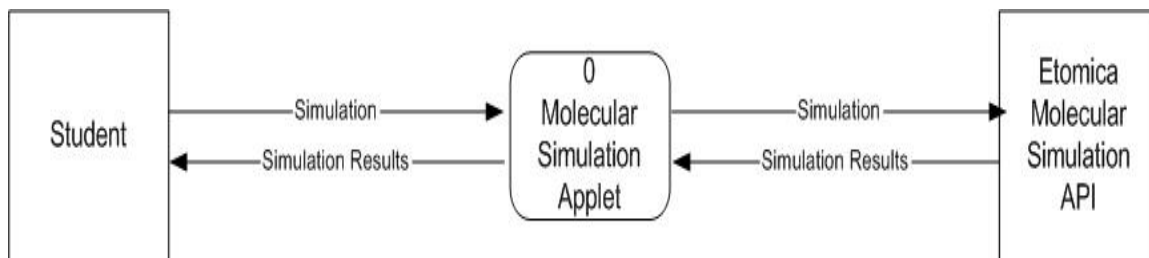 Student
Simulation
Simulation Results
0
Molecular
Simulation
Applet
Simulation
Simulation Results
Etomica
Molecular
Simulation
API